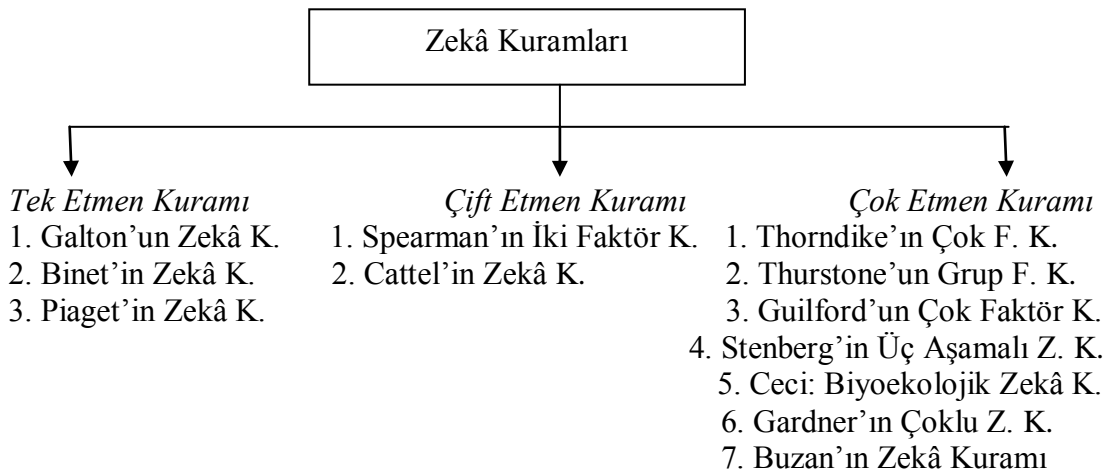 Zekâ Kuramları
Tek Etmen Kuramı
1. Galton’un Zekâ K.
2. Binet’in Zekâ K.
3. Piaget’in Zekâ K.
Çift Etmen Kuramı
1. Spearman’ın İki Faktör K.
2. Cattel’in Zekâ K.
Çok Etmen Kuramı
1. Thorndike’ın Çok F. K.
2. Thurstone’un Grup F. K.
3. Guilford’un Çok Faktör K.
4. Stenberg’in Üç Aşamalı Z. K.
5. Ceci: Biyoekolojik Zekâ K.
6. Gardner’ın Çoklu Z. K.
7. Buzan’ın Zekâ Kuramı